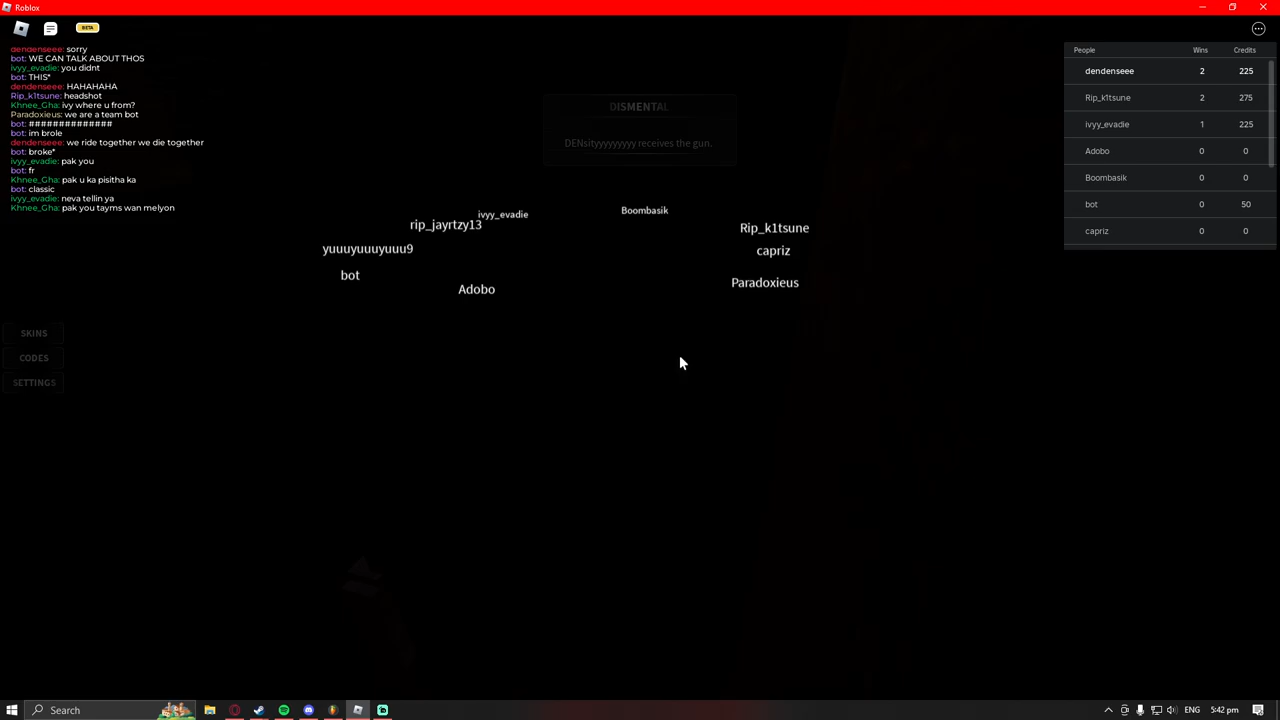 Roblox
BETA
dendenseee: sorry
bot: WE CAN TALK ABOUT THOS
ivyy_evadie: you didnt
bot: THIS*
dendenseee: HAHAHAHA
Rip_k1tsune: headshot
Khnee_Gha: ivy where u from?
Paradoxieus: we are a team bot
bot: ##############
bot: im brole
dendenseee: we ride together we die together
bot: broke*
ivyy_evadie: pak you
bot: fr
Khnee_Gha: pak u ka pisitha ka
bot: classic
ivyy_evadie: neva tellin ya
Khnee_Gha: pak you tayms wan melyon
DISMENTAL
DENsityyyyyyyyy receives the gun.
People Wins Credits
dendenseee 2 225
Rip_k1tsune 2 275
ivyy_evadie 1 225
Adobo 0 0
Boombasik 0 0
bot 0 50
capriz 0 0
ivyy_evadie
Boombasik
rip_jayrtzy13
Rip_k1tsune
yuuuyuuuyuuu9
capriz
bot
Paradoxieus
Adobo
SKINS
CODES
SETTINGS
Search
ENG
5:42 pm